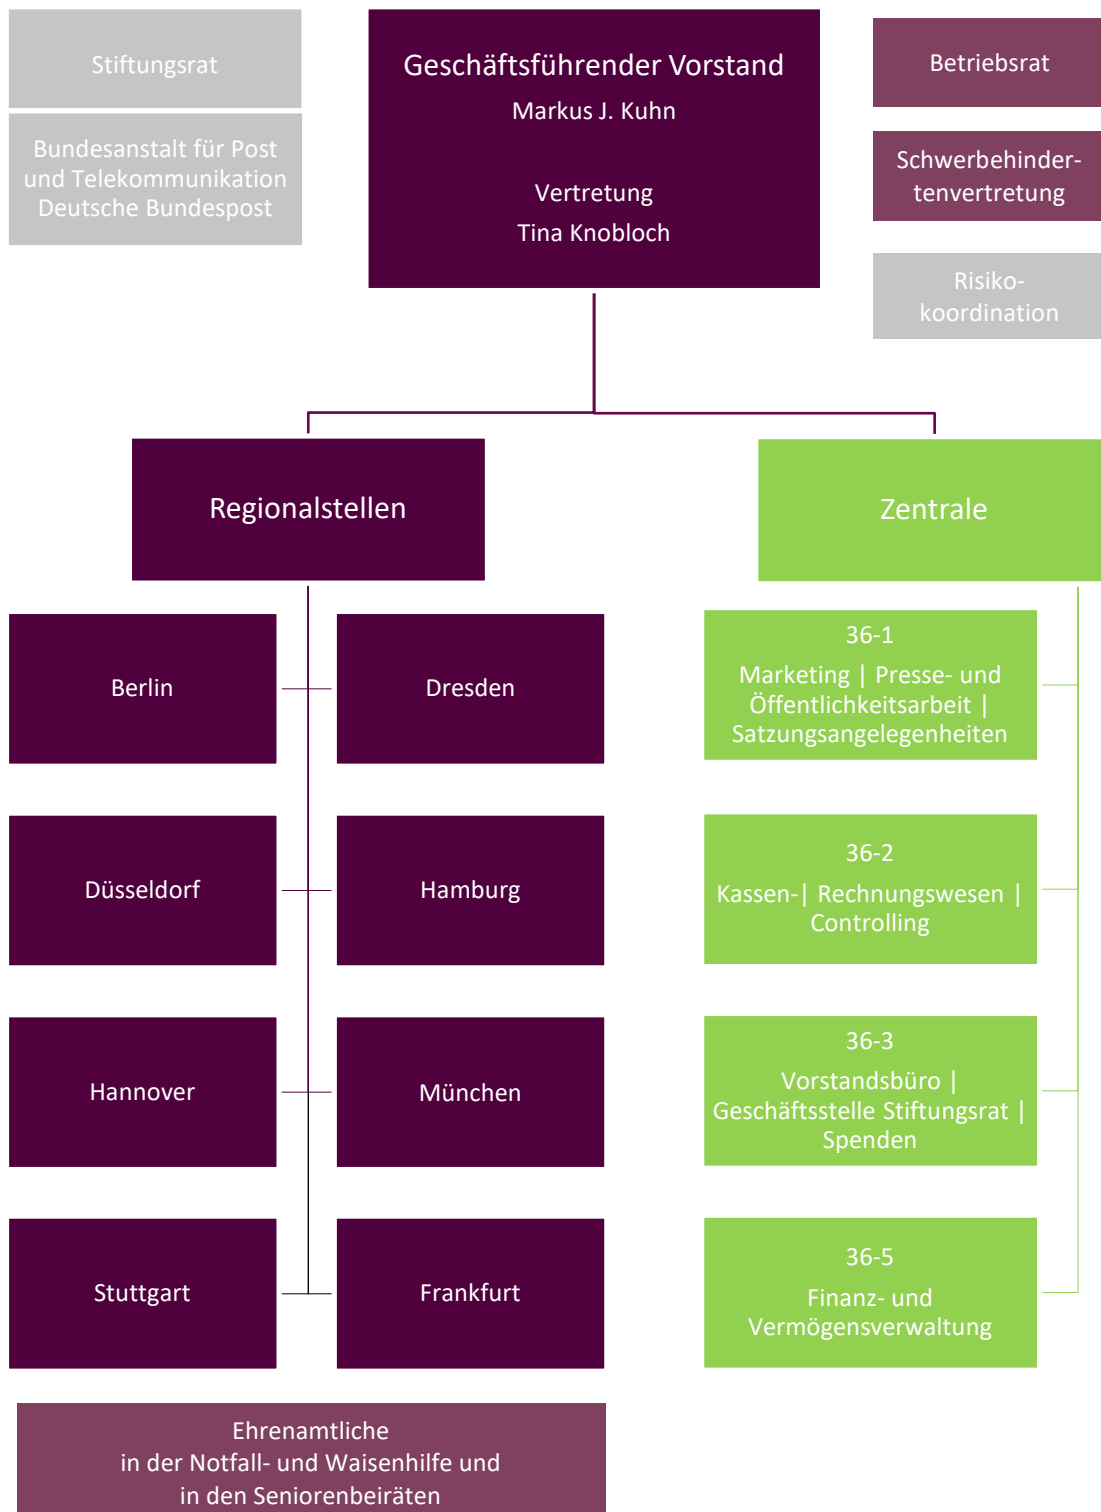 Stiftungsrat
Bundesanstalt für Post
und Telekommunikation
Deutsche Bundespost
Geschäftsführender Vorstand
Markus J. Kuhn
Vertretung
Tina Knobloch
Betriebsrat
Schwerbehinder-
tenvertretung
Risiko-
koordination
Regionalstellen
Zentrale
Berlin
Dresden
Düsseldorf
Hamburg
Hannover
München
Stuttgart
Frankfurt
36-1
Marketing | Presse- und
Öffentlichkeitsarbeit |
Satzungsangelegenheiten
36-2
Kassen-| Rechnungswesen |
Controlling
36-3
Vorstandsbüro |
Geschäftsstelle Stiftungsrat |
Spenden
36-5
Finanz- und
Vermögensverwaltung
Ehrenamtliche
in der Notfall- und Waisenhilfe und
in den Seniorenbeiräten